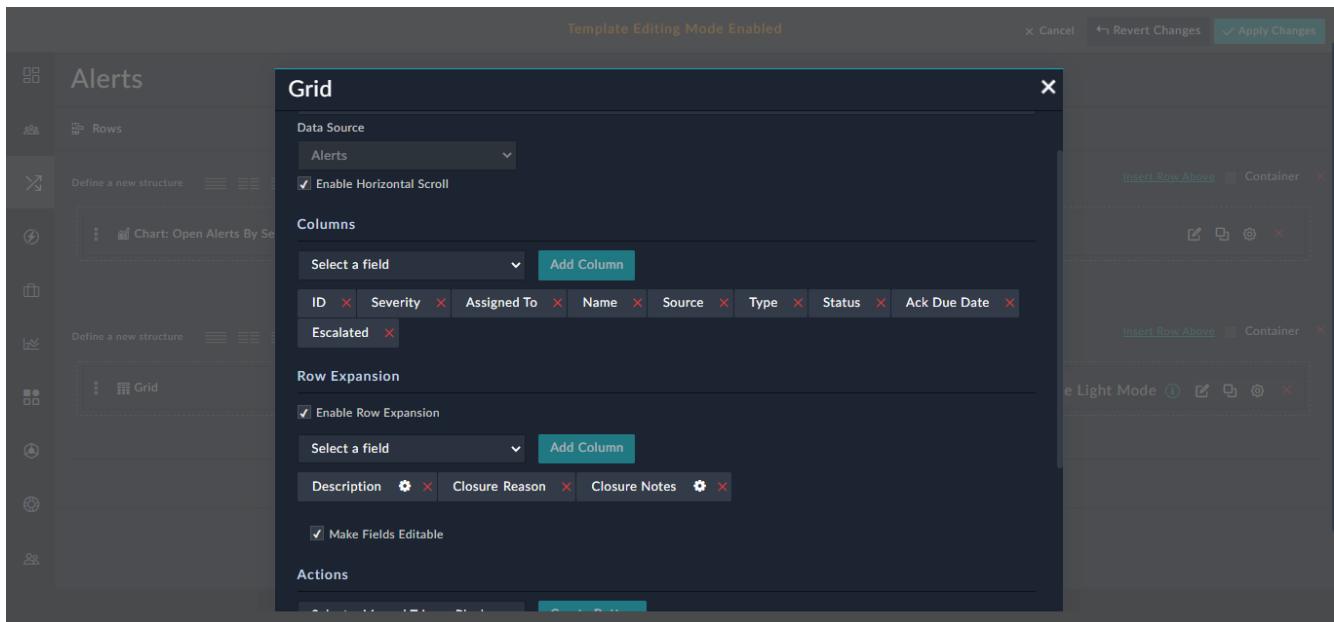 Template Editing Mode Enabled
Cancel
Revert Changes
Apply Changes
Alerts
Grid
Rows
Data Source
Alerts
Enable Horizontal Scroll
Define a new structure
Insert Row Above
Container
Columns
Chart: Open Alerts By Se
Select a field
Add Column
ID
Severity
Assigned To
Name
Source
Type
Status
Ack Due Date
Escalated
Define a new structure
Insert Row Above
Container
Row Expansion
Grid
e Light Mode
Enable Row Expansion
Select a field
Add Column
Description
Closure Reason
Closure Notes
Make Fields Editable
Actions